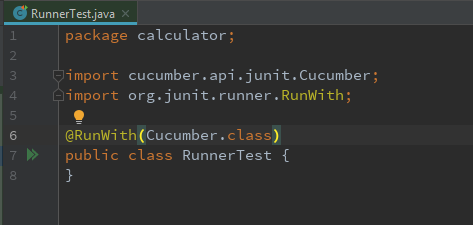 RunnerTest.java
1 package calculator;
2
3 import cucumber.api.junit.Cucumber;
4 import org.junit.runner.RunWith;
5
6 @RunWith(Cucumber.class)
7 public class RunnerTest {
8 }